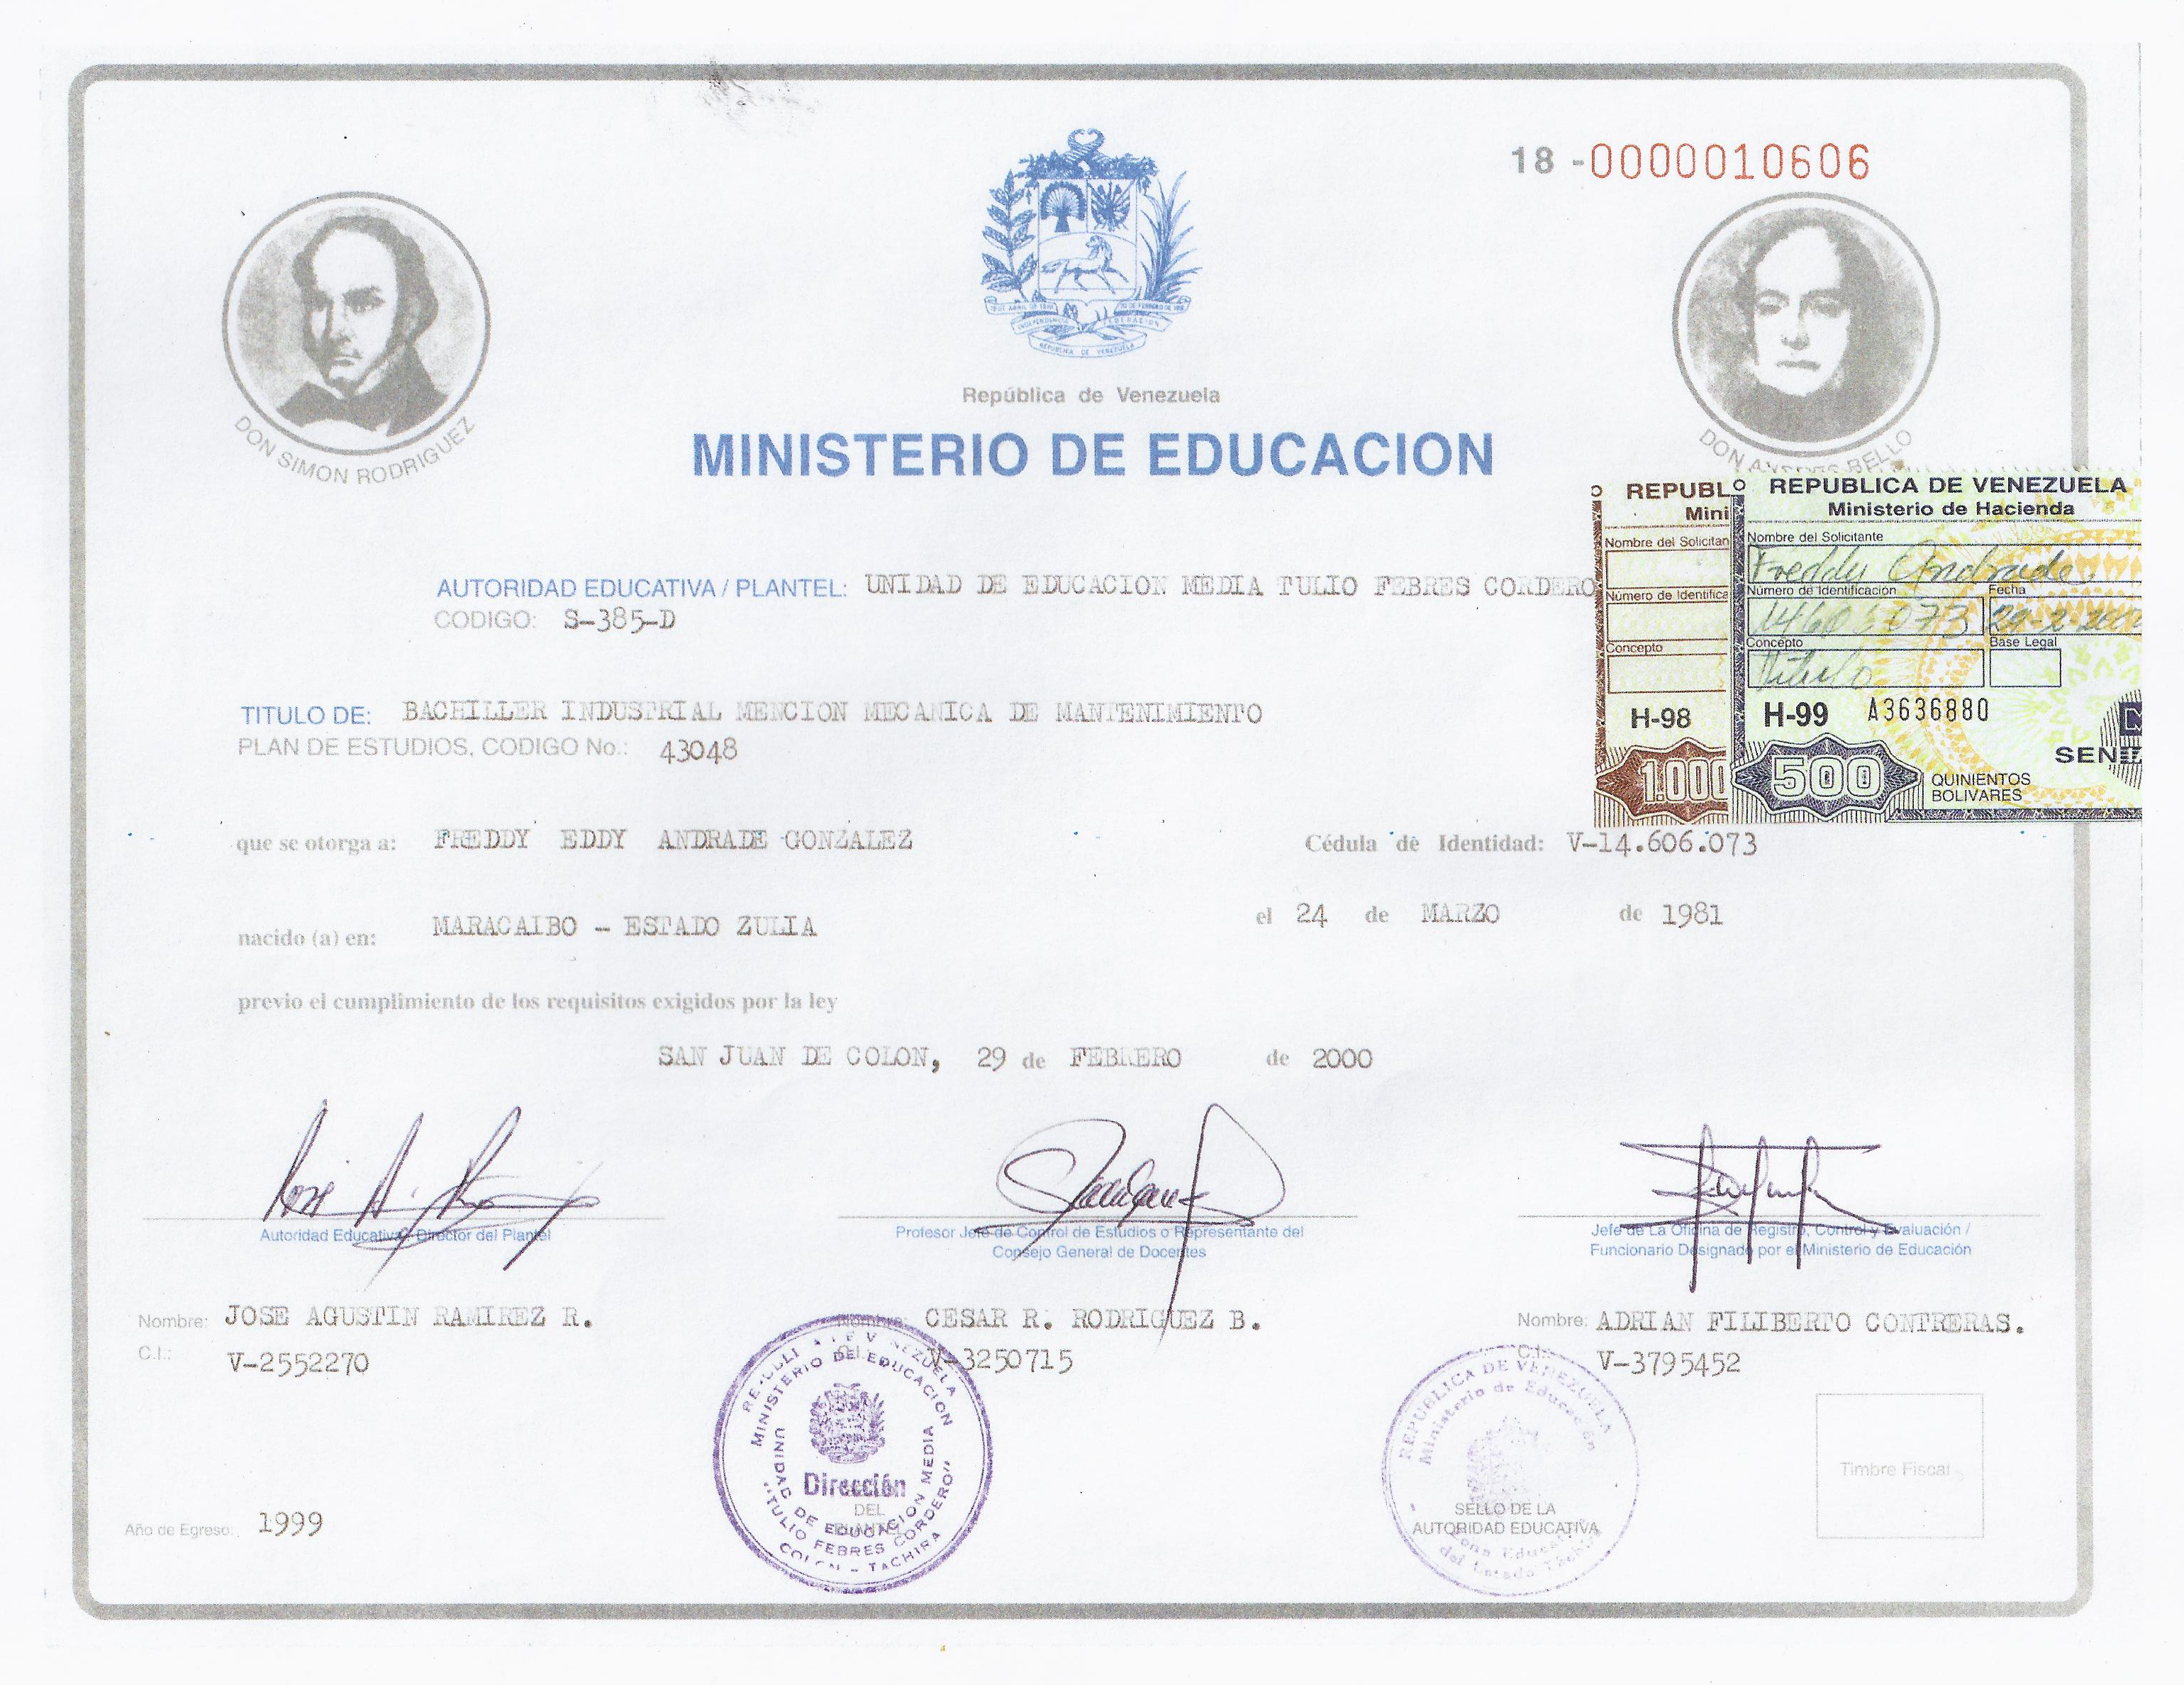 18 -0000010606
DON SIMON RODRIGUEZ
DON BELLO
República de Venezuela
MINISTERIO DE EDUCACION
REPUBL
Mini
Nombre del Solicitan
Número de Identifica
Concepto
H-98
1.000
REPUBLICA DE VENEZUELA
Ministerio de Hacienda
Nombre del Solicitante
Freddy Andrade
Número de Identificación Fecha
Concepto Base Legal
Titulo
H-99 A3636880
500 QUINIENTOS
BOLIVARES
AUTORIDAD EDUCATIVA / PLANTEL: UNIDAD DE EDUCACION MEDIA TULIO FEBRES CORDERO
CODIGO: S-385-D
TITULO DE: BACHILLER INDUSTRIAL MENCION MECANICA DE MANTENIMIENTO
PLAN DE ESTUDIOS, CODIGO No.: 43048
que se otorga a: FREDDY EDDY ANDRADE GONZALEZ Cédula de Identidad: V-14.606.073
nacido (a) en: MARACAIBO - ESTADO ZULIA el 24 de MARZO de 1981
previo el cumplimiento de los requisitos exigidos por la ley
SAN JUAN DE COLON, 29 de FEBRERO de 2000
Autoridad Educativa Director del Plantel
Profesor Jefe de Control de Estudios o Representante del
Consejo General de Docentes
Jefe de La Oficina de Registro, Control y Evaluación /
Funcionario Designado por el Ministerio de Educación
Nombre: JOSE AGUSTIN RAMIREZ R.
C.I.: V-2552270
Nombre: CESAR R. RODRIGUEZ B.
C.I.: V-3250715
Nombre: ADRIAN FILIBERTO CONTRERAS.
C.I.: V-3795452
MINISTERIO DE EDUCACION
UNIDAD DE EDUCACION MEDIA
"TULIO FEBRES CORDERO"
Dirección
DEL
PLANTEL
COLON - TACHIRA
REPUBLICA DE VENEZUELA
Ministerio de Educación
SELLO DE LA
AUTORIDAD EDUCATIVA
Zona Educativa
del Estado Táchira
Timbre Fiscal
Año de Egreso: 1999